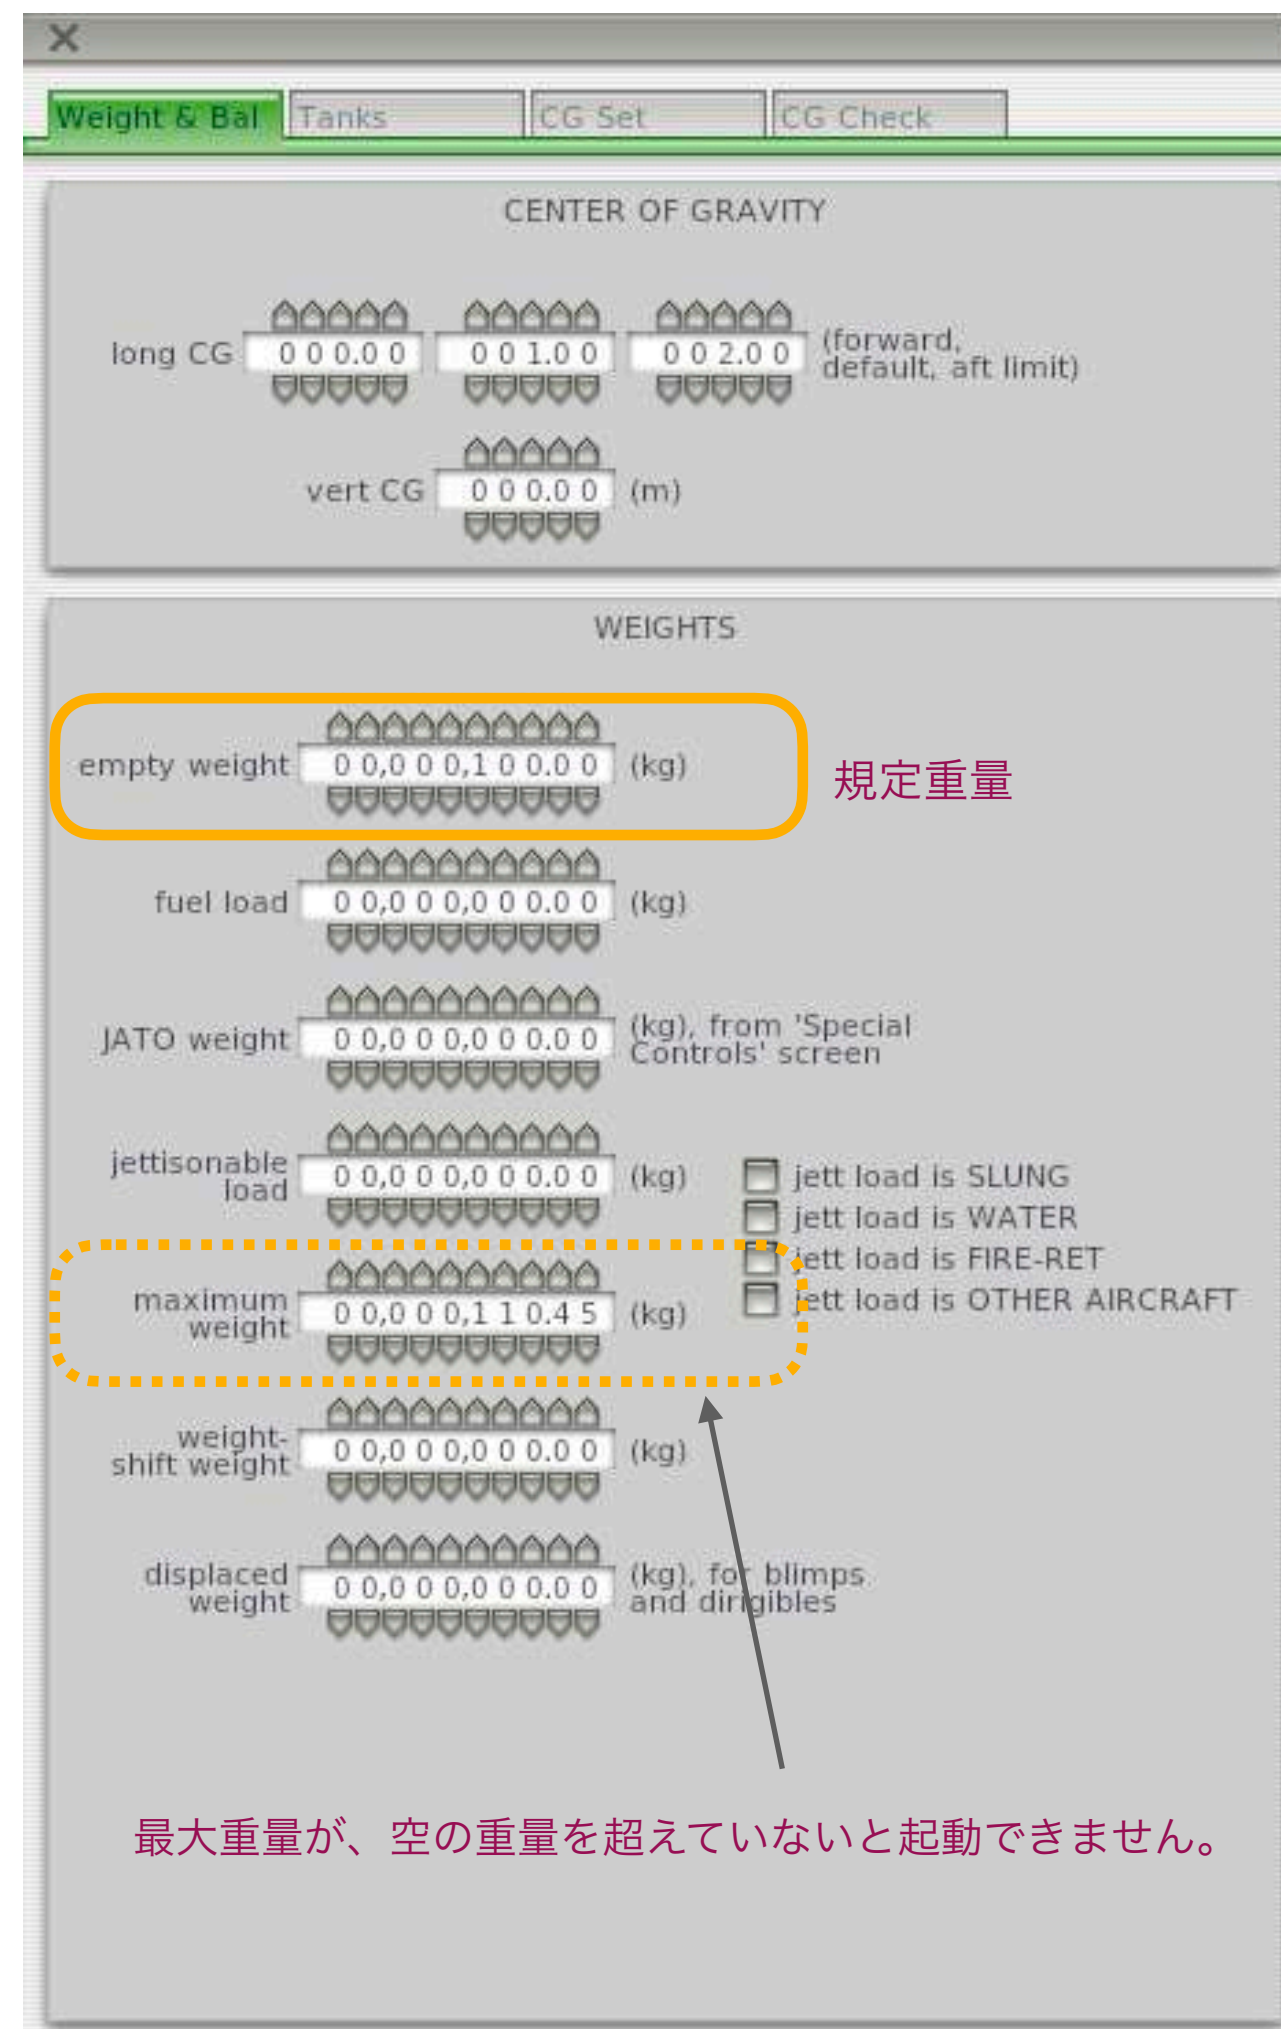 Weight & Bal Tanks CG Set CG Check
CENTER OF GRAVITY
long CG 0 0 0.0 0 0 0 1.0 0 0 0 2.0 0 (forward,
default, aft limit)
vert CG 0 0 0.0 0 (m)
WEIGHTS
empty weight 0 0,0 0 0,1 0 0.0 0 (kg) 規定重量
fuel load 0 0,0 0 0,0 0 0.0 0 (kg)
JATO weight 0 0,0 0 0,0 0 0.0 0 (kg), from 'Special
Controls' screen
jettisonable
load 0 0,0 0 0,0 0 0.0 0 (kg)
jett load is SLUNG
jett load is WATER
jett load is FIRE-RET
jett load is OTHER AIRCRAFT
maximum
weight 0 0,0 0 0,1 1 0.4 5 (kg)
weight-
shift weight 0 0,0 0 0,0 0 0.0 0 (kg)
displaced
weight 0 0,0 0 0,0 0 0.0 0 (kg), for blimps
and dirigibles
最大重量が、空の重量を超えていないと起動できません。